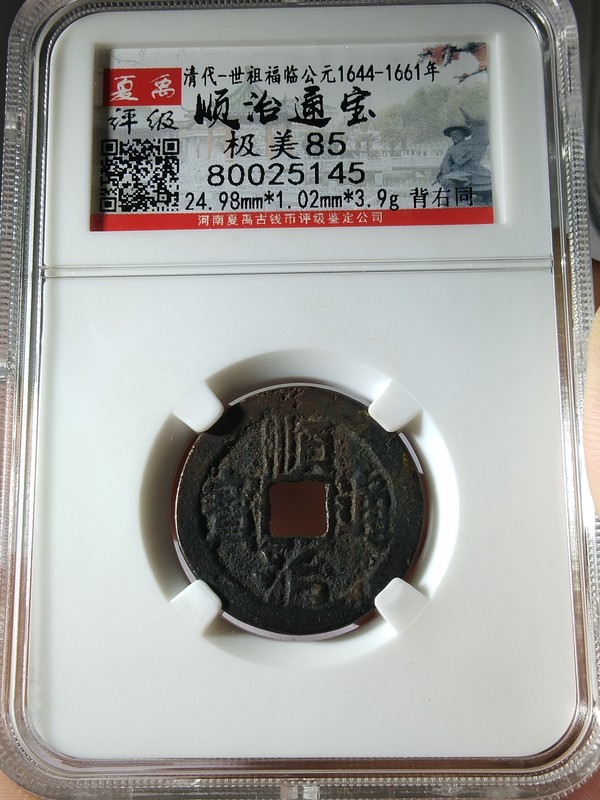 夏禹
评级
清代-世祖福临公元1644-1661年
顺治通宝
极美85
80025145
24.98mm*1.02mm*3.9g 背右同
河南夏禹古钱币评级鉴定公司
順
治
通
寶